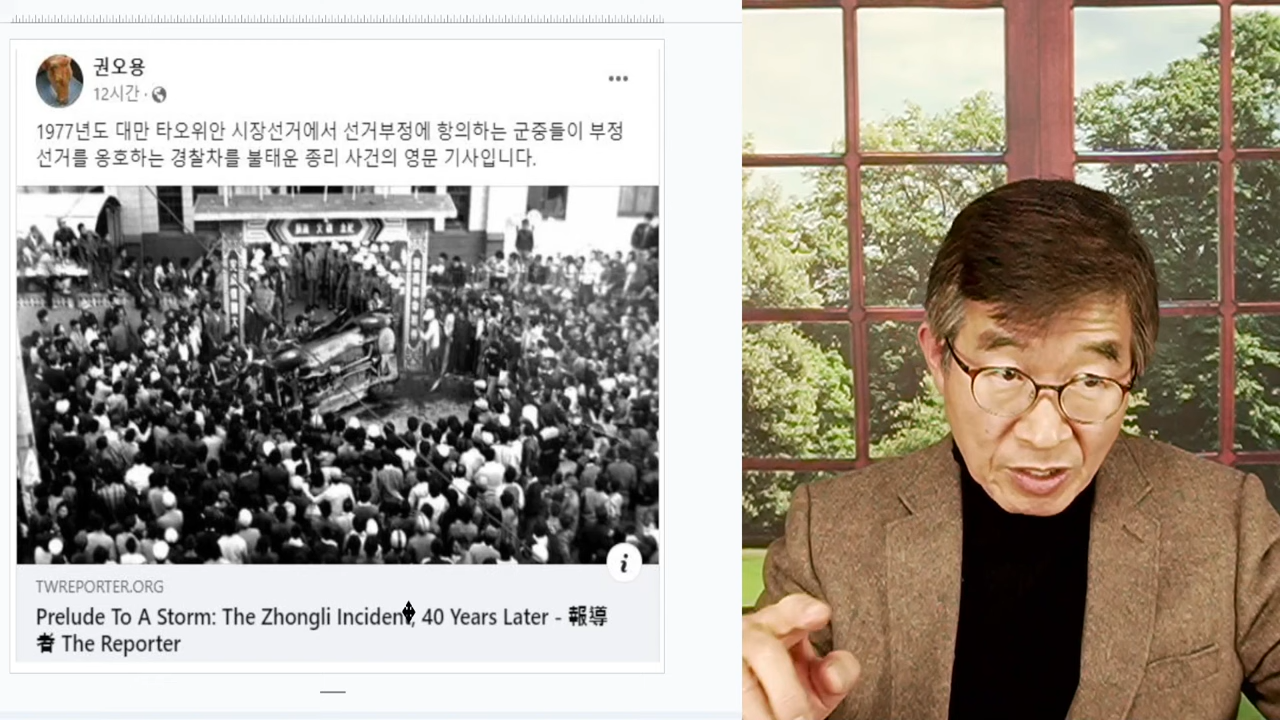 권오용
12시간 ·
1977년도 대만 타오위안 시장선거에서 선거부정에 항의하는 군중들이 부정
선거를 옹호하는 경찰차를 불태운 종리 사건의 영문 기사입니다.
TWREPORTER.ORG
Prelude To A Storm: The Zhongli Incident, 40 Years Later - 報導
者 The Reporter